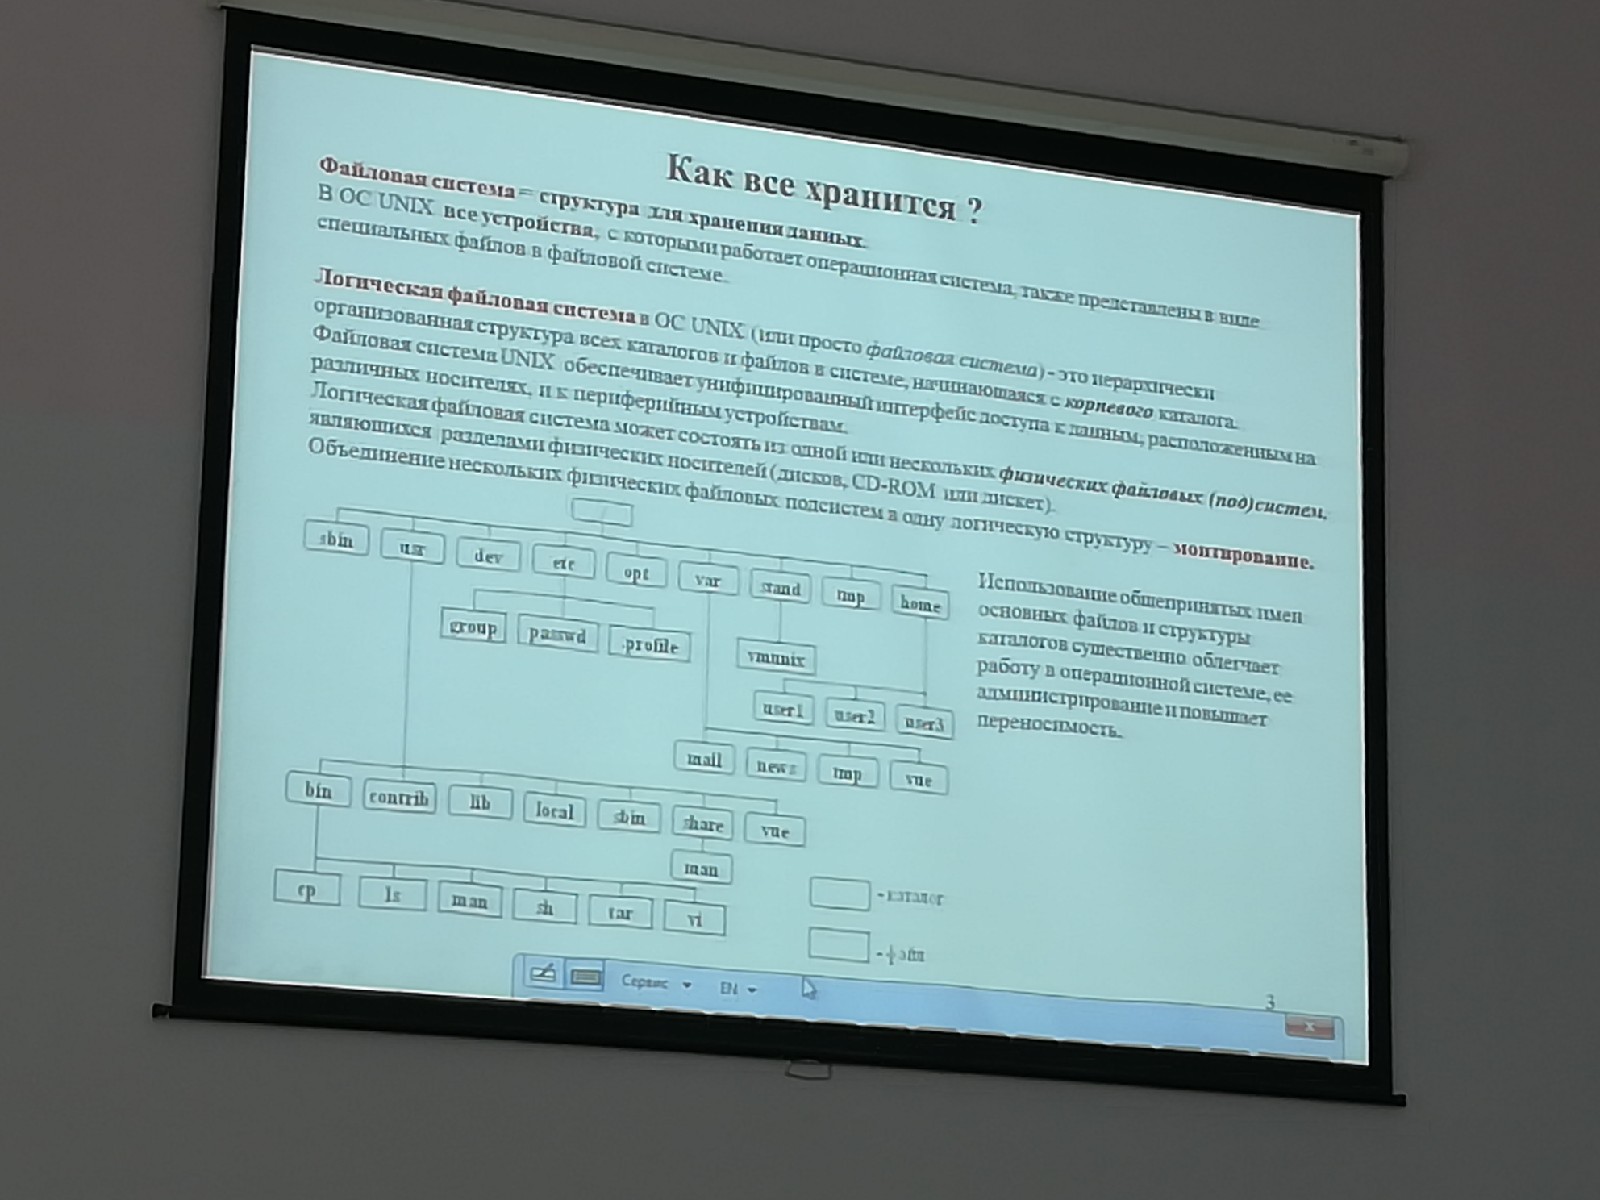 Как все хранится ?
Файловая система = структура для хранения данных.
В ОС UNIX все устройства, с которыми работает операционная система, также представлены в виде
специальных файлов в файловой системе.
Логическая файловая система в ОС UNIX (или просто файловая система) - это иерархически
организованная структура всех каталогов и файлов в системе, начинающаяся с корневого каталога.
Файловая система UNIX обеспечивает унифицированный интерфейс доступа к данным, расположенным на
различных носителях, и к периферийным устройствам.
Логическая файловая система может состоять из одной или нескольких физических файловых (под)систем,
являющихся разделами физических носителей (дисков, CD-ROM или дискет).
Объединение нескольких физических файловых подсистем в одну логическую структуру – монтирование.
/
sbin usr dev etc opt var stand tmp home
group passwd .profile
vmunix
user1 user2 user3
mail news tmp vue
bin contrib lib local sbin share vue
man
cp ls man sh tar vi
Использование общепринятых имен
основных файлов и структуры
каталогов существенно облегчает
работу в операционной системе, ее
администрирование и повышает
переносимость.
- каталог
- файл
Сервис EN
3
x